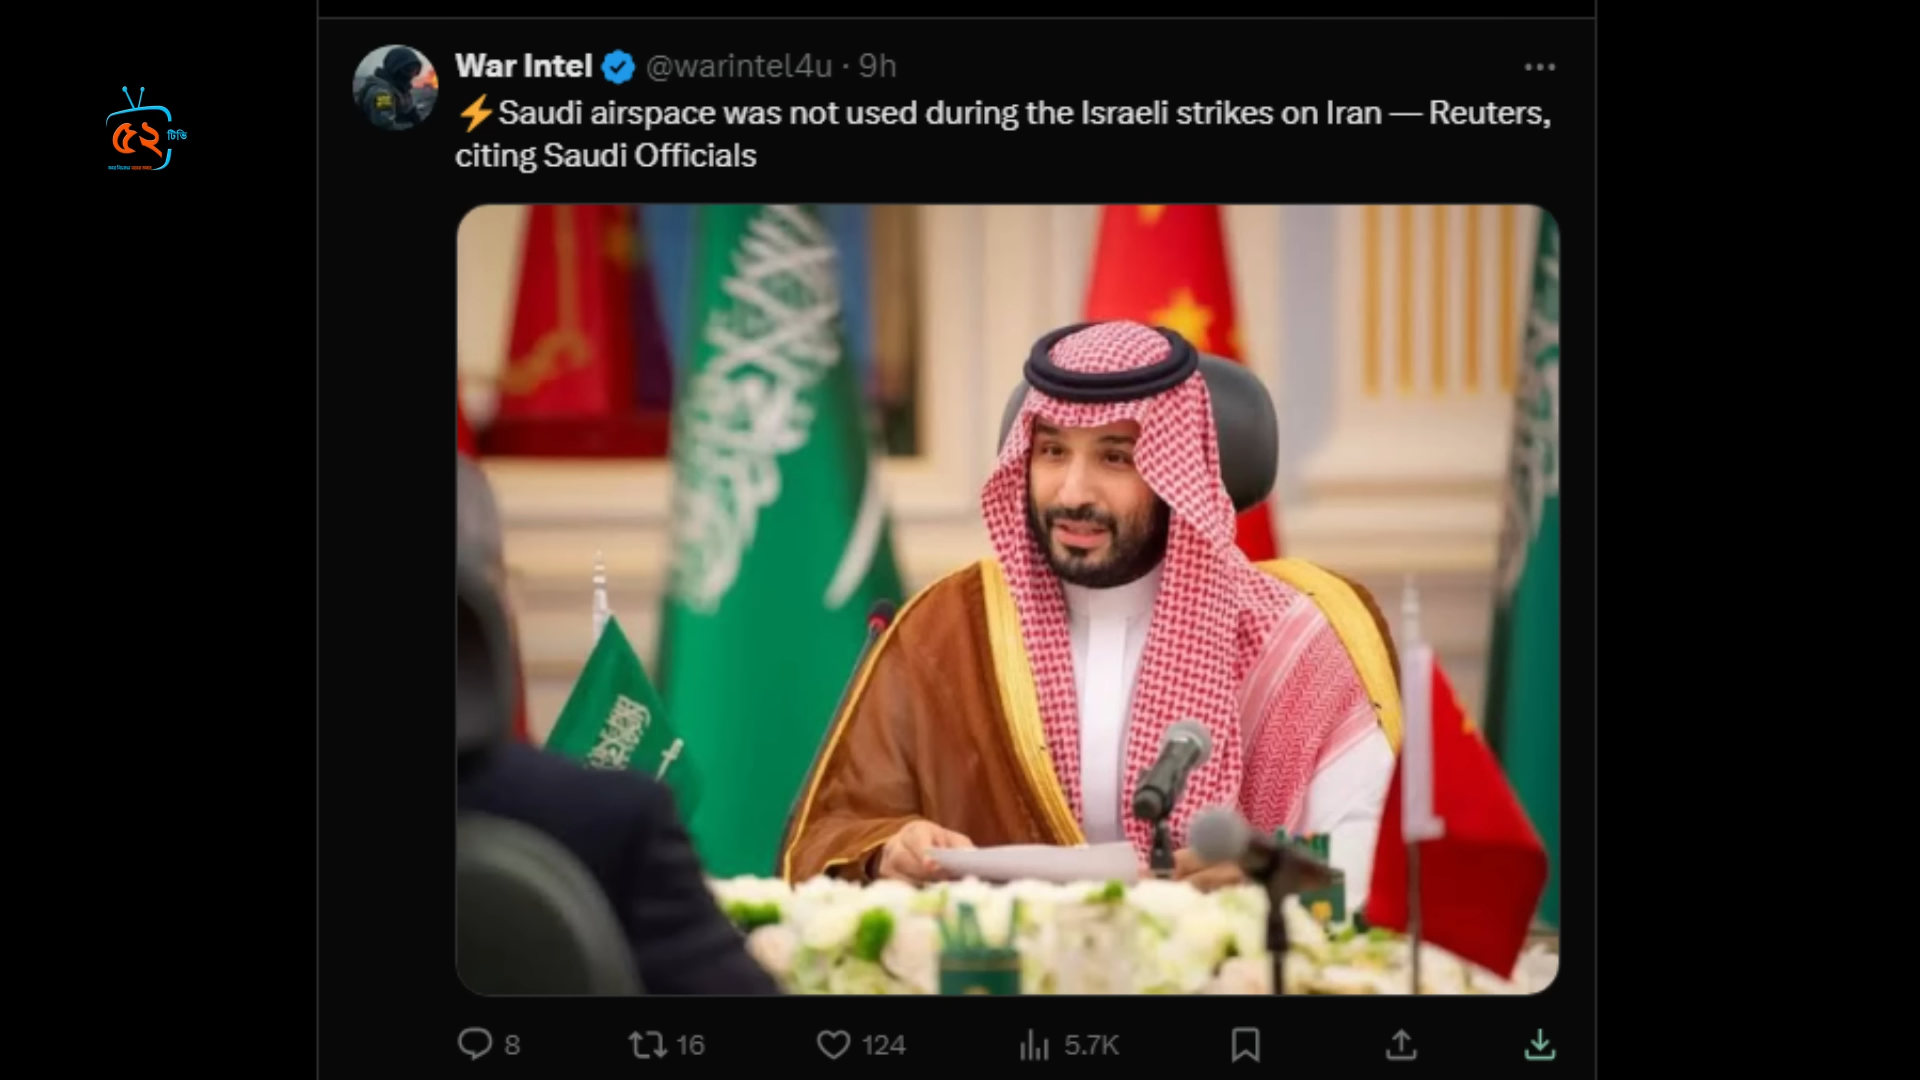 War Intel @warintel4u · 9h
⚡Saudi airspace was not used during the Israeli strikes on Iran — Reuters,
citing Saudi Officials
৫২ টিভি
8 16 124 5.7K